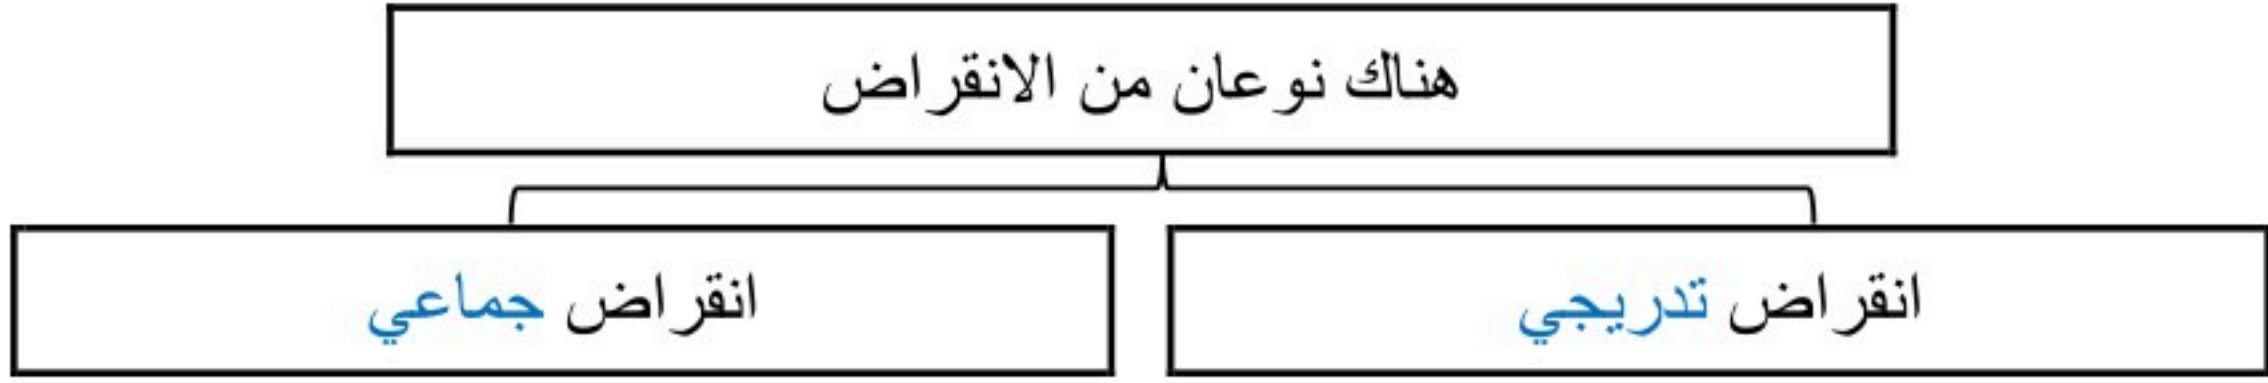 هناك نوعان من الانقراض
انقراض تدريجي
انقراض جماعي